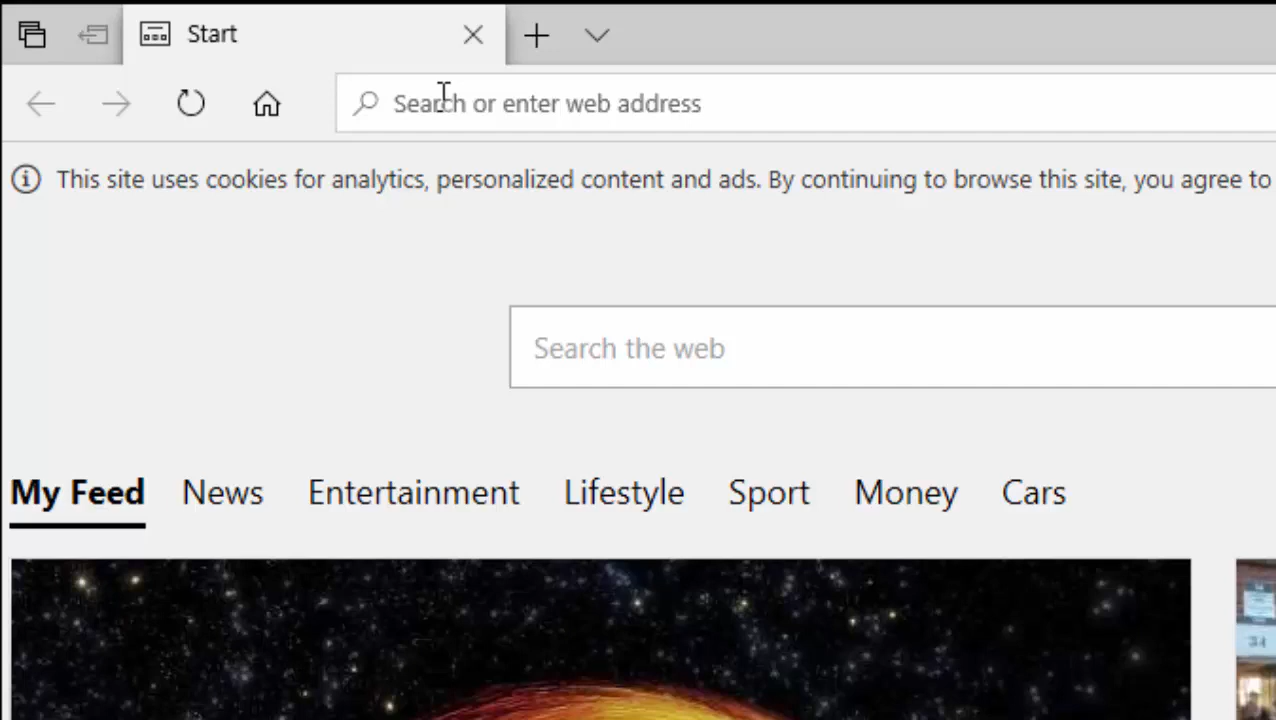 Start
Search or enter web address
This site uses cookies for analytics, personalized content and ads. By continuing to browse this site, you agree to
Search the web
My Feed News Entertainment Lifestyle Sport Money Cars
34